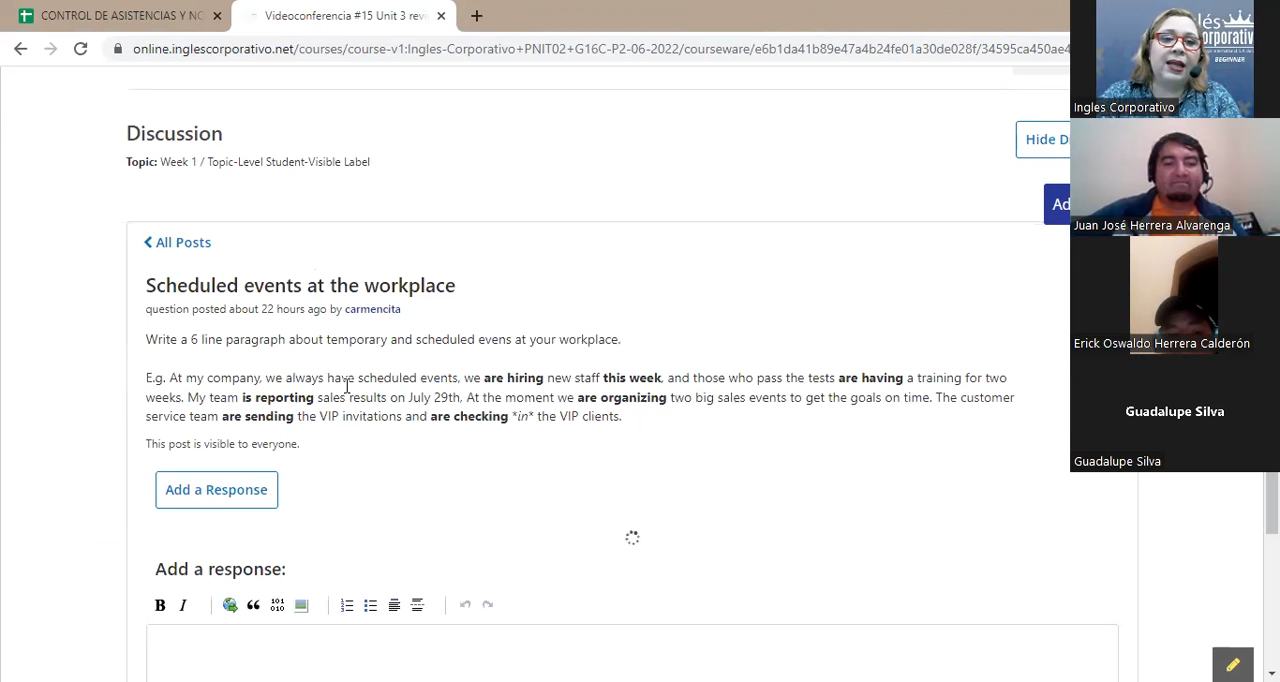 CONTROL DE ASISTENCIAS Y NO
Videoconferencia #15 Unit 3 rev
online.inglescorporativo.net/courses/course-v1:Ingles-Corporativo+PNIT02+G16C-P2-06-2022/courseware/e6b1da41b89e47a4b24fe01a30de028f/34595ca450ae4
Discussion
Topic: Week 1 / Topic-Level Student-Visible Label
Hide D
Ad
All Posts
Scheduled events at the workplace
question posted about 22 hours ago by carmencita
Write a 6 line paragraph about temporary and scheduled evens at your workplace.
E.g. At my company, we always have scheduled events, we are hiring new staff this week, and those who pass the tests are having a training for two
weeks. My team is reporting sales results on July 29th, At the moment we are organizing two big sales events to get the goals on time. The customer
service team are sending the VIP invitations and are checking *in* the VIP clients.
This post is visible to everyone.
Add a Response
Add a response:
B I
101
010
BEGINNER
Ingles Corporativo
Juan José Herrera Alvarenga
Erick Oswaldo Herrera Calderón
Guadalupe Silva
Guadalupe Silva